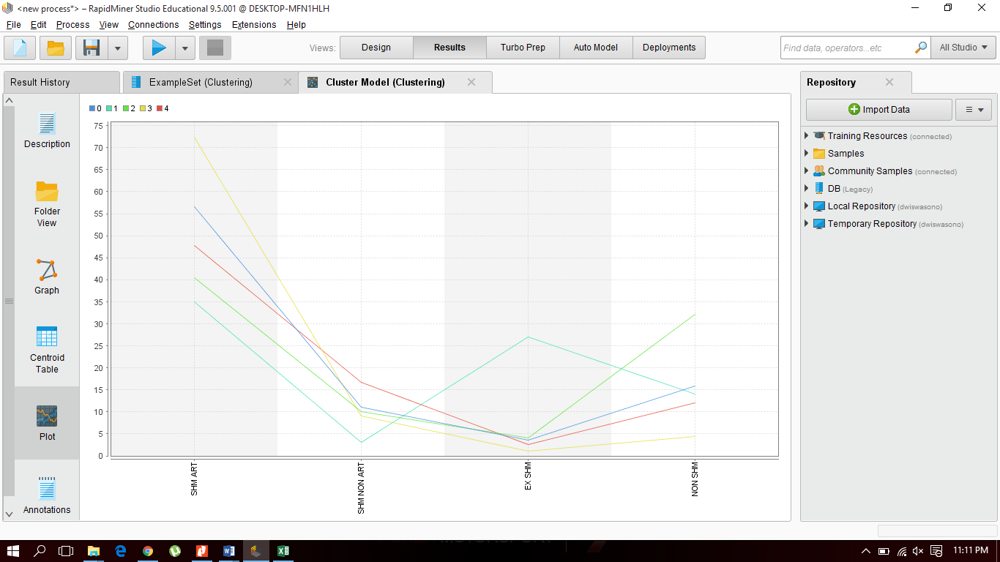 <new process*> – RapidMiner Studio Educational 9.5.001 @ DESKTOP-MFN1HLH
File Edit Process View Connections Settings Extensions Help
Views: Design Results Turbo Prep Auto Model Deployments Find data, operators...etc All Studio
Result History ExampleSet (Clustering) Cluster Model (Clustering) Repository
Description
Folder
View
Graph
Centroid
Table
Plot
Annotations
0 1 2 3 4
75
70
65
60
55
50
45
40
35
30
25
20
15
10
5
0
SHM ART
SHM NON ART
EX SHM
NON SHM
Import Data
Training Resources (connected)
Samples
Community Samples (connected)
DB (Legacy)
Local Repository (dwiswasono)
Temporary Repository (dwiswasono)
11:11 PM